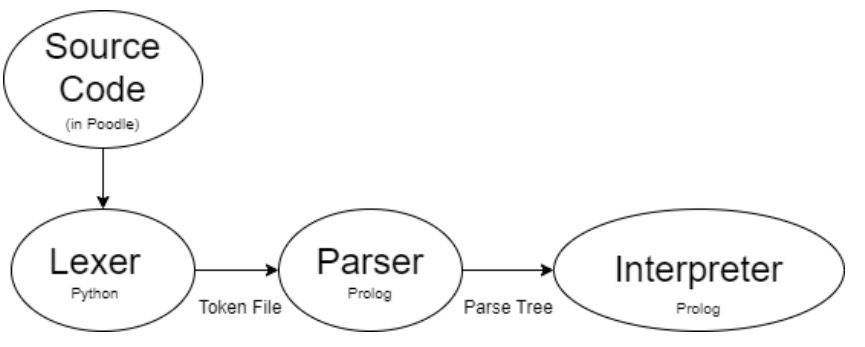 Source
Code
(in Poodle)
Lexer
Python
Token File
Parser
Prolog
Parse Tree
Interpreter
Prolog